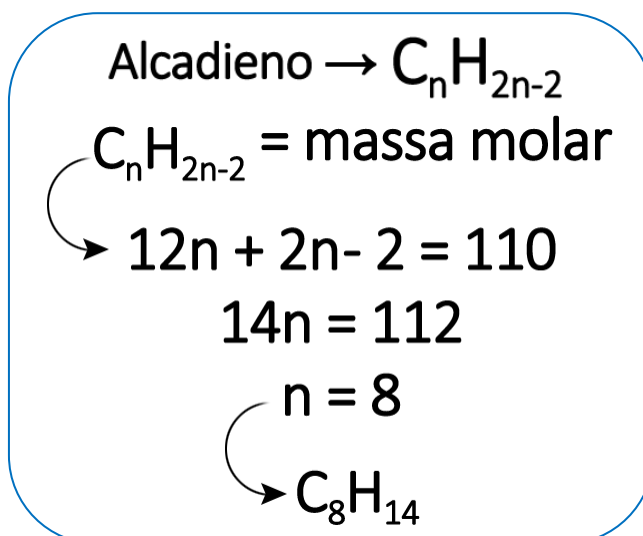 Alcadieno → CₙH₂ₙ₋₂
CₙH₂ₙ₋₂ = massa molar
12n + 2n- 2 = 110
14n = 112
n = 8
C₈H₁₄